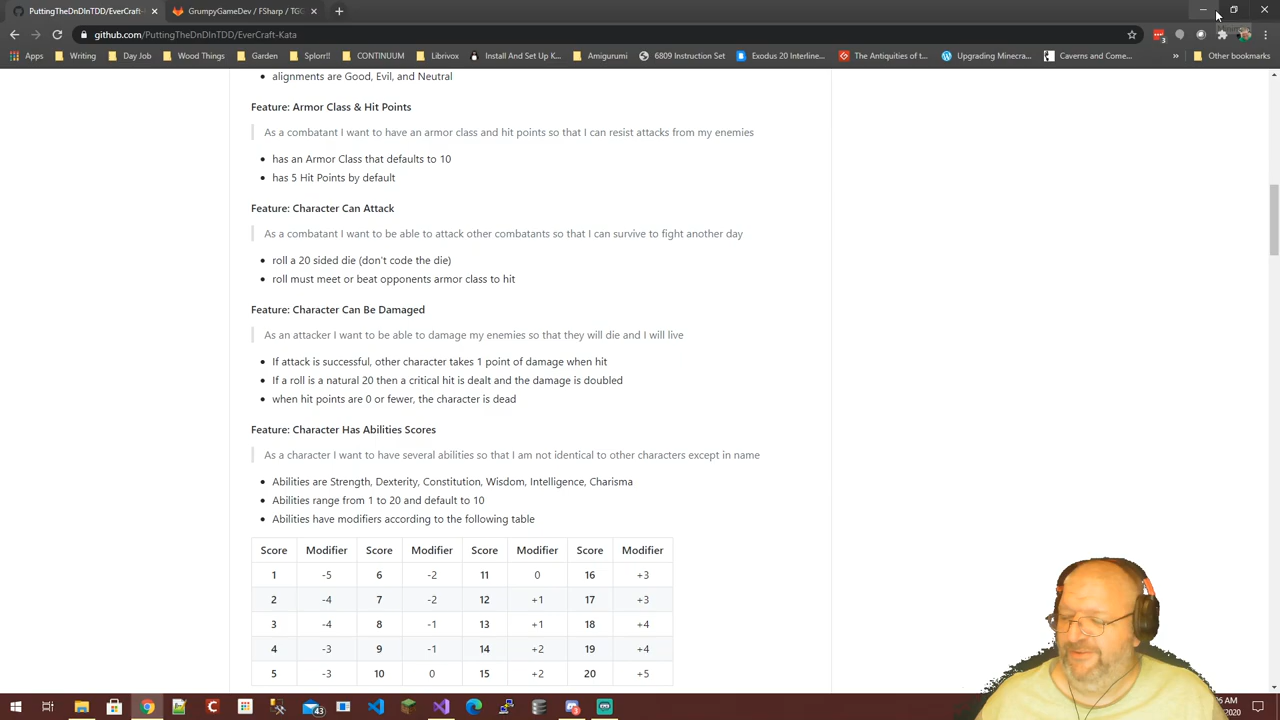 PuttingTheDnDInTDD/EverCraft-
GrumpyGameDev / FSharp / TGG
github.com/PuttingTheDnDInTDD/EverCraft-Kata
Apps Writing Day Job Wood Things Garden Splorr!! CONTINUUM Librivox Install And Set Up K... Amigurumi 6809 Instruction Set Exodus 20 Interline... The Antiquities of t... Upgrading Minecra... Caverns and Come... » Other bookmarks
• alignments are Good, Evil, and Neutral
Feature: Armor Class & Hit Points
As a combatant I want to have an armor class and hit points so that I can resist attacks from my enemies
• has an Armor Class that defaults to 10
• has 5 Hit Points by default
Feature: Character Can Attack
As a combatant I want to be able to attack other combatants so that I can survive to fight another day
• roll a 20 sided die (don't code the die)
• roll must meet or beat opponents armor class to hit
Feature: Character Can Be Damaged
As an attacker I want to be able to damage my enemies so that they will die and I will live
• If attack is successful, other character takes 1 point of damage when hit
• If a roll is a natural 20 then a critical hit is dealt and the damage is doubled
• when hit points are 0 or fewer, the character is dead
Feature: Character Has Abilities Scores
As a character I want to have several abilities so that I am not identical to other characters except in name
• Abilities are Strength, Dexterity, Constitution, Wisdom, Intelligence, Charisma
• Abilities range from 1 to 20 and default to 10
• Abilities have modifiers according to the following table
Score Modifier Score Modifier Score Modifier Score Modifier
1 -5 6 -2 11 0 16 +3
2 -4 7 -2 12 +1 17 +3
3 -4 8 -1 13 +1 18 +4
4 -3 9 -1 14 +2 19 +4
5 -3 10 0 15 +2 20 +5